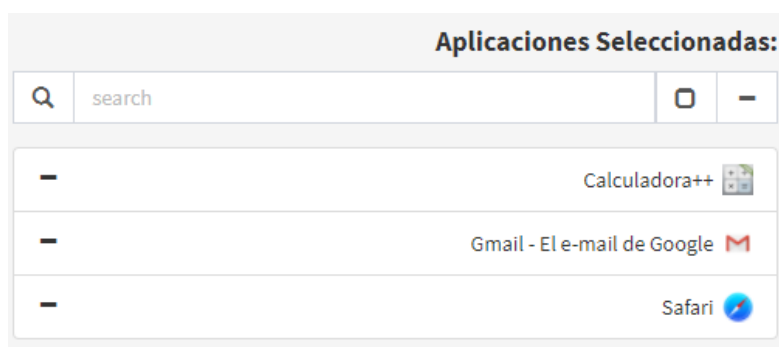 Aplicaciones Seleccionadas:
search
Calculadora++
Gmail - El e-mail de Google
Safari